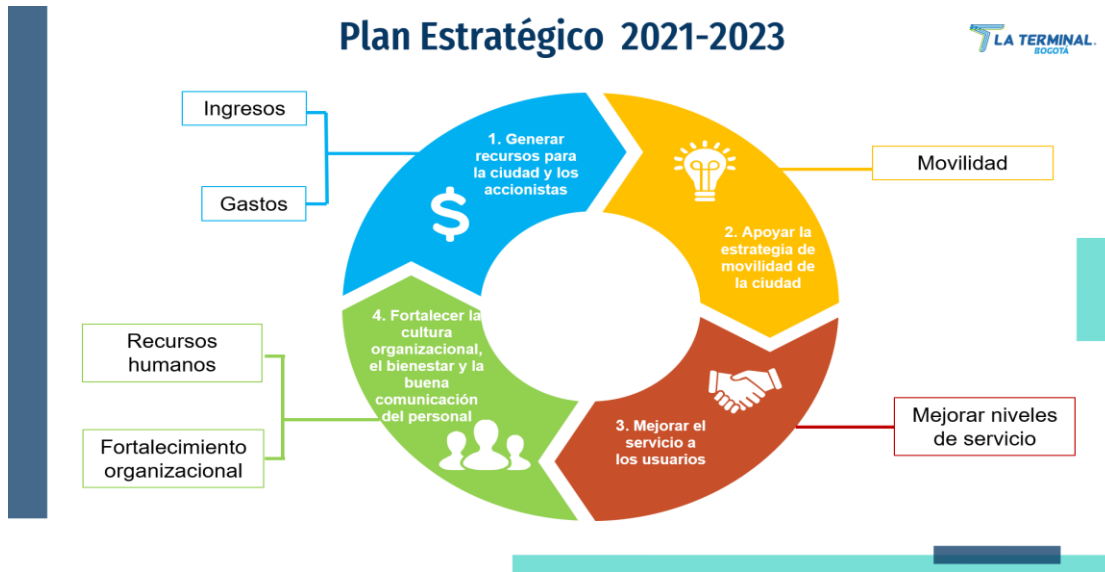 Plan Estratégico 2021-2023
LA TERMINAL.
BOGOTÁ
Ingresos
Gastos
1. Generar
recursos para
la ciudad y los
accionistas
$
Movilidad
2. Apoyar la
estrategia de
movilidad de
la ciudad
Mejorar niveles
de servicio
3. Mejorar el
servicio a
los usuarios
Recursos
humanos
Fortalecimiento
organizacional
4. Fortalecer la
cultura
organizacional,
el bienestar y la
buena
comunicación
del personal